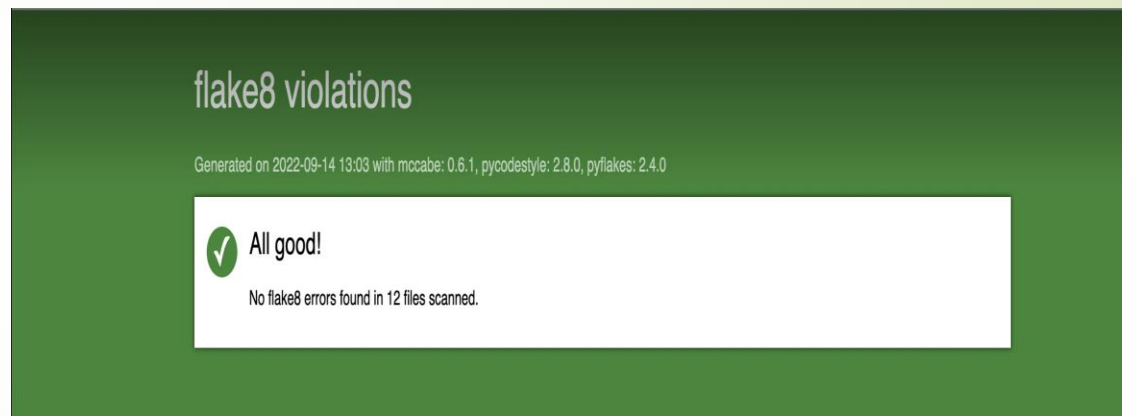 flake8 violations
Generated on 2022-09-14 13:03 with mccabe: 0.6.1, pycodestyle: 2.8.0, pyflakes: 2.4.0
All good!
No flake8 errors found in 12 files scanned.